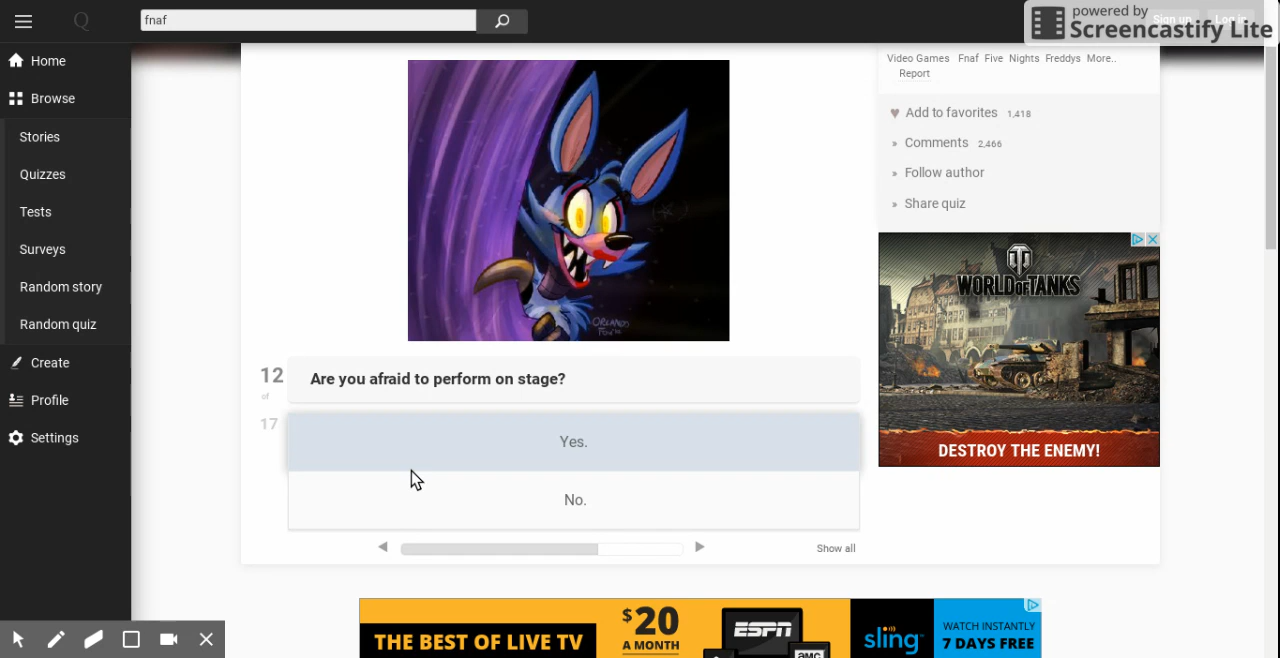 Q
fnaf
powered by
Screencastify Lite
Sign up
Log in
Home
Browse
Stories
Quizzes
Tests
Surveys
Random story
Random quiz
Create
Profile
Settings
ORLANDO
FOX
12
of
17
Are you afraid to perform on stage?
Yes.
No.
Show all
Video Games Fnaf Five Nights Freddys More..
Report
Add to favorites 1,418
» Comments 2,466
» Follow author
» Share quiz
WORLD OF TANKS
DESTROY THE ENEMY!
THE BEST OF LIVE TV
$20
A MONTH
ESPN
amc
sling
WATCH INSTANTLY
7 DAYS FREE